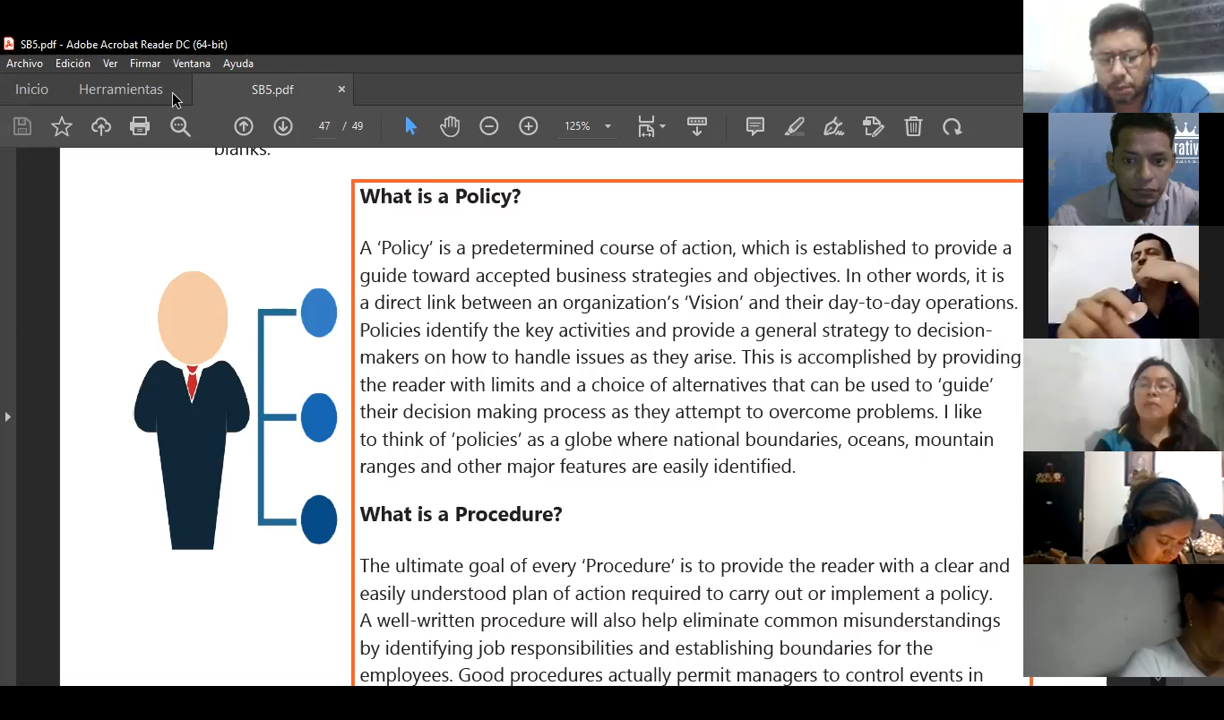 SB5.pdf - Adobe Acrobat Reader DC (64-bit)
Archivo Edición Ver Firmar Ventana Ayuda
Inicio Herramientas SB5.pdf ×
47 / 49 125%
blanks.
What is a Policy?
A ‘Policy’ is a predetermined course of action, which is established to provide a
guide toward accepted business strategies and objectives. In other words, it is
a direct link between an organization’s ‘Vision’ and their day-to-day operations.
Policies identify the key activities and provide a general strategy to decision-
makers on how to handle issues as they arise. This is accomplished by providing
the reader with limits and a choice of alternatives that can be used to ‘guide’
their decision making process as they attempt to overcome problems. I like
to think of ‘policies’ as a globe where national boundaries, oceans, mountain
ranges and other major features are easily identified.
What is a Procedure?
The ultimate goal of every ‘Procedure’ is to provide the reader with a clear and
easily understood plan of action required to carry out or implement a policy.
A well-written procedure will also help eliminate common misunderstandings
by identifying job responsibilities and establishing boundaries for the
employees. Good procedures actually permit managers to control events in